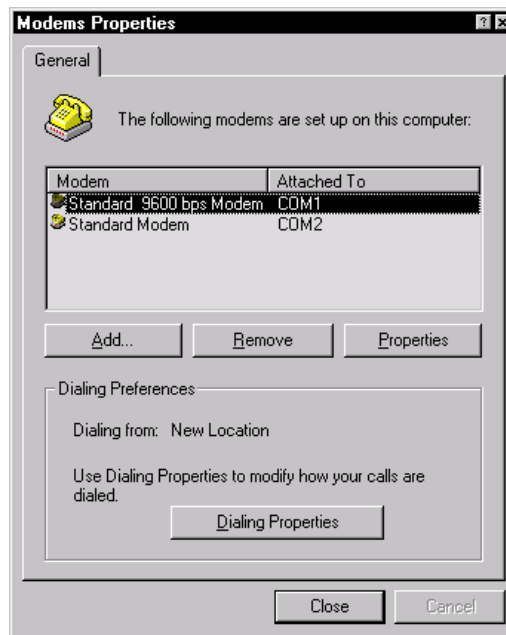 Modems Properties
General
The following modems are set up on this computer:
Modem Attached To
Standard 9600 bps Modem COM1
Standard Modem COM2
Add... Remove Properties
Dialing Preferences
Dialing from: New Location
Use Dialing Properties to modify how your calls are
dialed.
Dialing Properties
Close Cancel